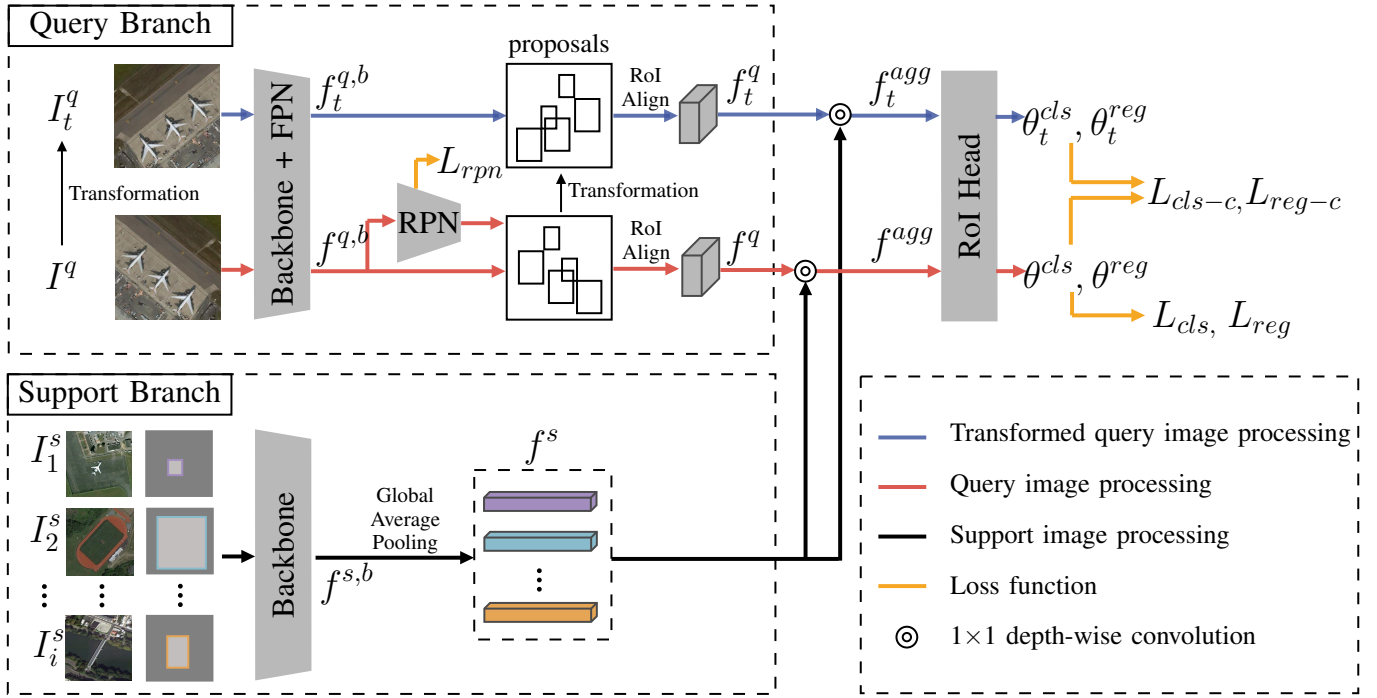 Query Branch
I_t^q
Transformation
I^q
Backbone + FPN
f_t^{q,b}
f^{q,b}
RPN
L_{rpn}
proposals
Transformation
RoI
Align
f_t^q
RoI
Align
f^q
f_t^{agg}
f^{agg}
RoI Head
θ_t^{cls}, θ_t^{reg}
L_{cls-c}, L_{reg-c}
θ^{cls}, θ^{reg}
L_{cls}, L_{reg}
Support Branch
I_1^s
I_2^s
I_i^s
Backbone
f^{s,b}
Global
Average
Pooling
f^s
Transformed query image processing
Query image processing
Support image processing
Loss function
1×1 depth-wise convolution